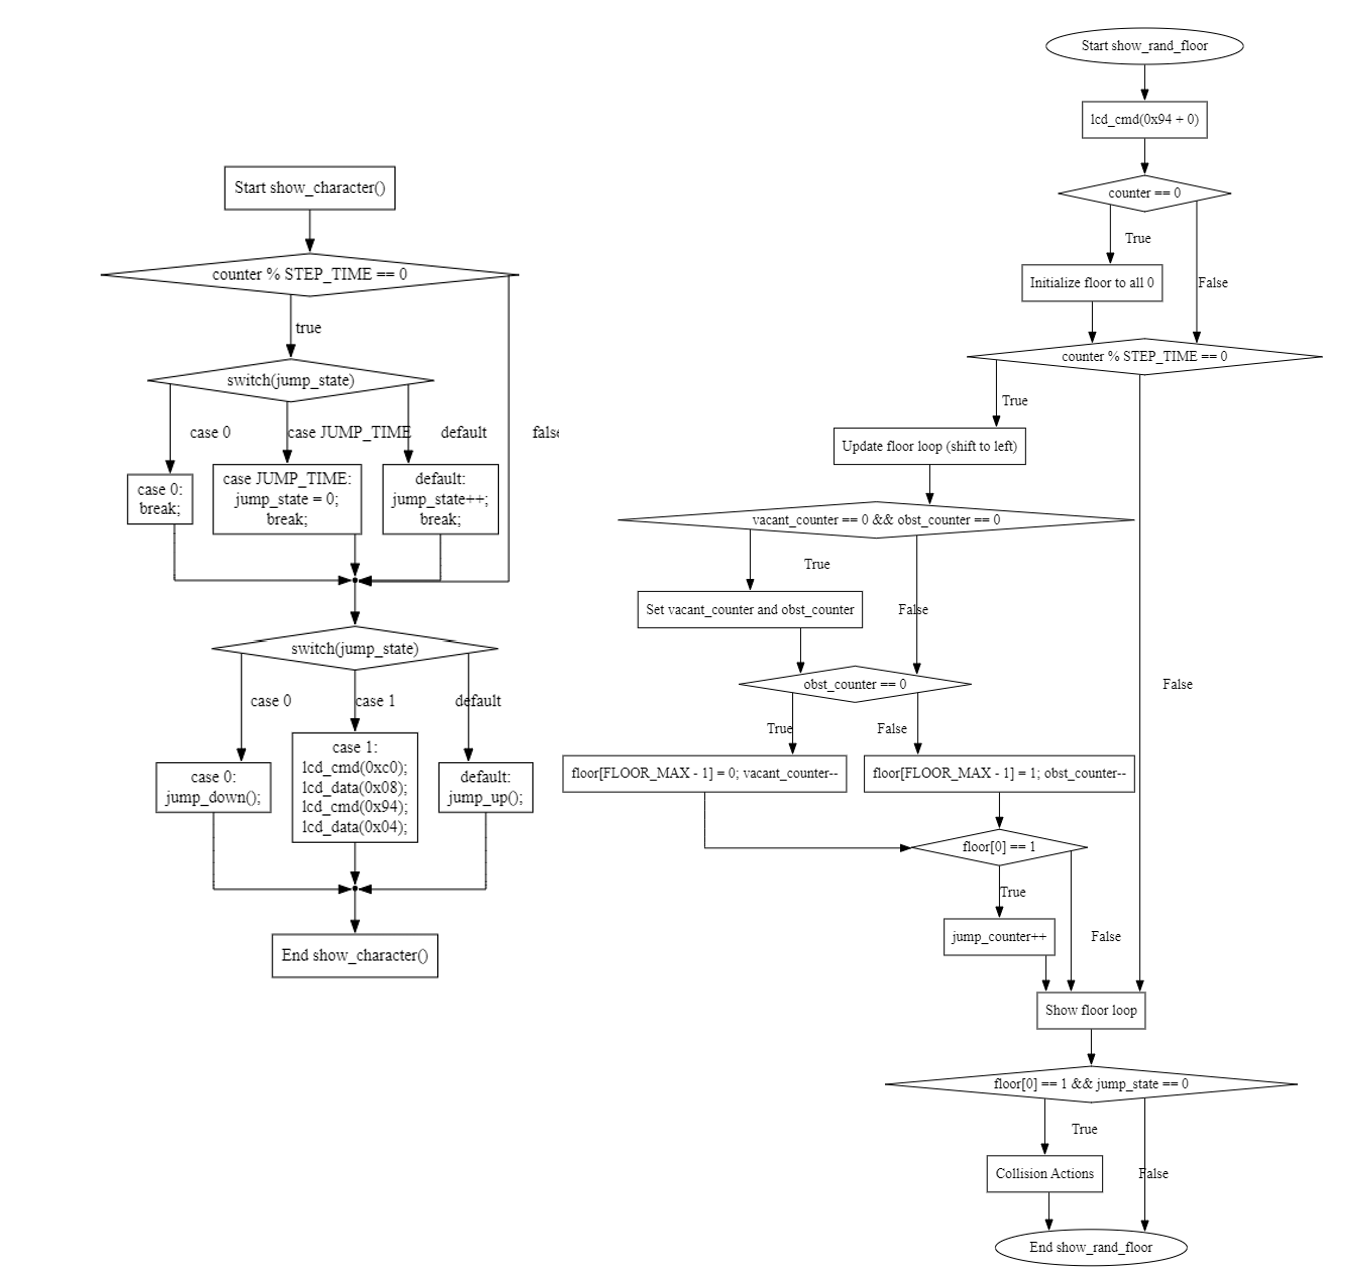 Start show_character()
counter % STEP_TIME == 0
true
switch(jump_state)
case 0
case JUMP_TIME
default
false
case 0:
break;
case JUMP_TIME:
jump_state = 0;
break;
default:
jump_state++;
break;
switch(jump_state)
case 0
case 1
default
case 0:
jump_down();
case 1:
lcd_cmd(0xc0);
lcd_data(0x08);
lcd_cmd(0x94);
lcd_data(0x04);
default:
jump_up();
End show_character()
Start show_rand_floor
lcd_cmd(0x94 + 0)
counter == 0
True
Initialize floor to all 0
False
counter % STEP_TIME == 0
True
Update floor loop (shift to left)
vacant_counter == 0 && obst_counter == 0
True
Set vacant_counter and obst_counter
False
obst_counter == 0
False
True
False
floor[FLOOR_MAX - 1] = 0; vacant_counter--
floor[FLOOR_MAX - 1] = 1; obst_counter--
floor[0] == 1
True
jump_counter++
False
Show floor loop
floor[0] == 1 && jump_state == 0
True
Collision Actions
False
End show_rand_floor